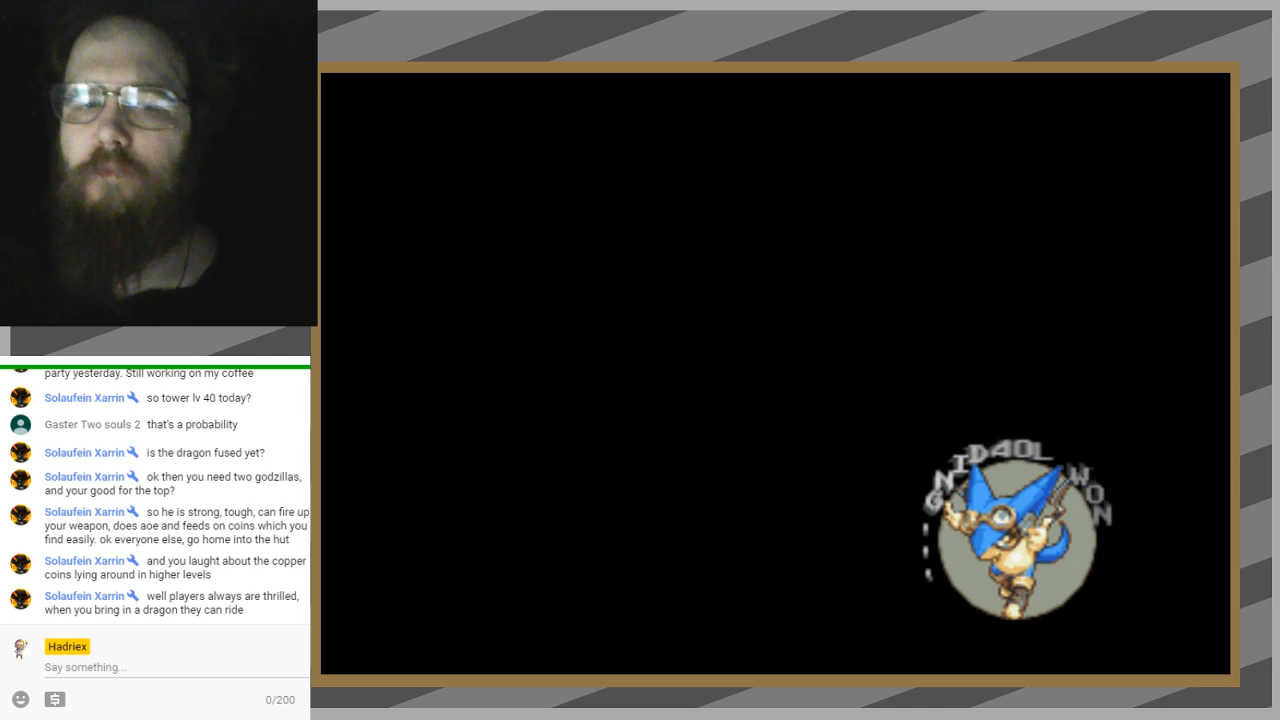 party yesterday. Still working on my coffee
Solaufein Xarrin so tower lv 40 today?
Gaster Two souls 2 that's a probability
Solaufein Xarrin is the dragon fused yet?
Solaufein Xarrin ok then you need two godzillas,
and your good for the top?
Solaufein Xarrin so he is strong, tough, can fire up
your weapon, does aoe and feeds on coins which you
find easily. ok everyone else, go home into the hut
Solaufein Xarrin and you laught about the copper
coins lying around in higher levels
Solaufein Xarrin well players always are thrilled,
when you bring in a dragon they can ride
Hadriex
Say something...
0/200
NOW LOADING...